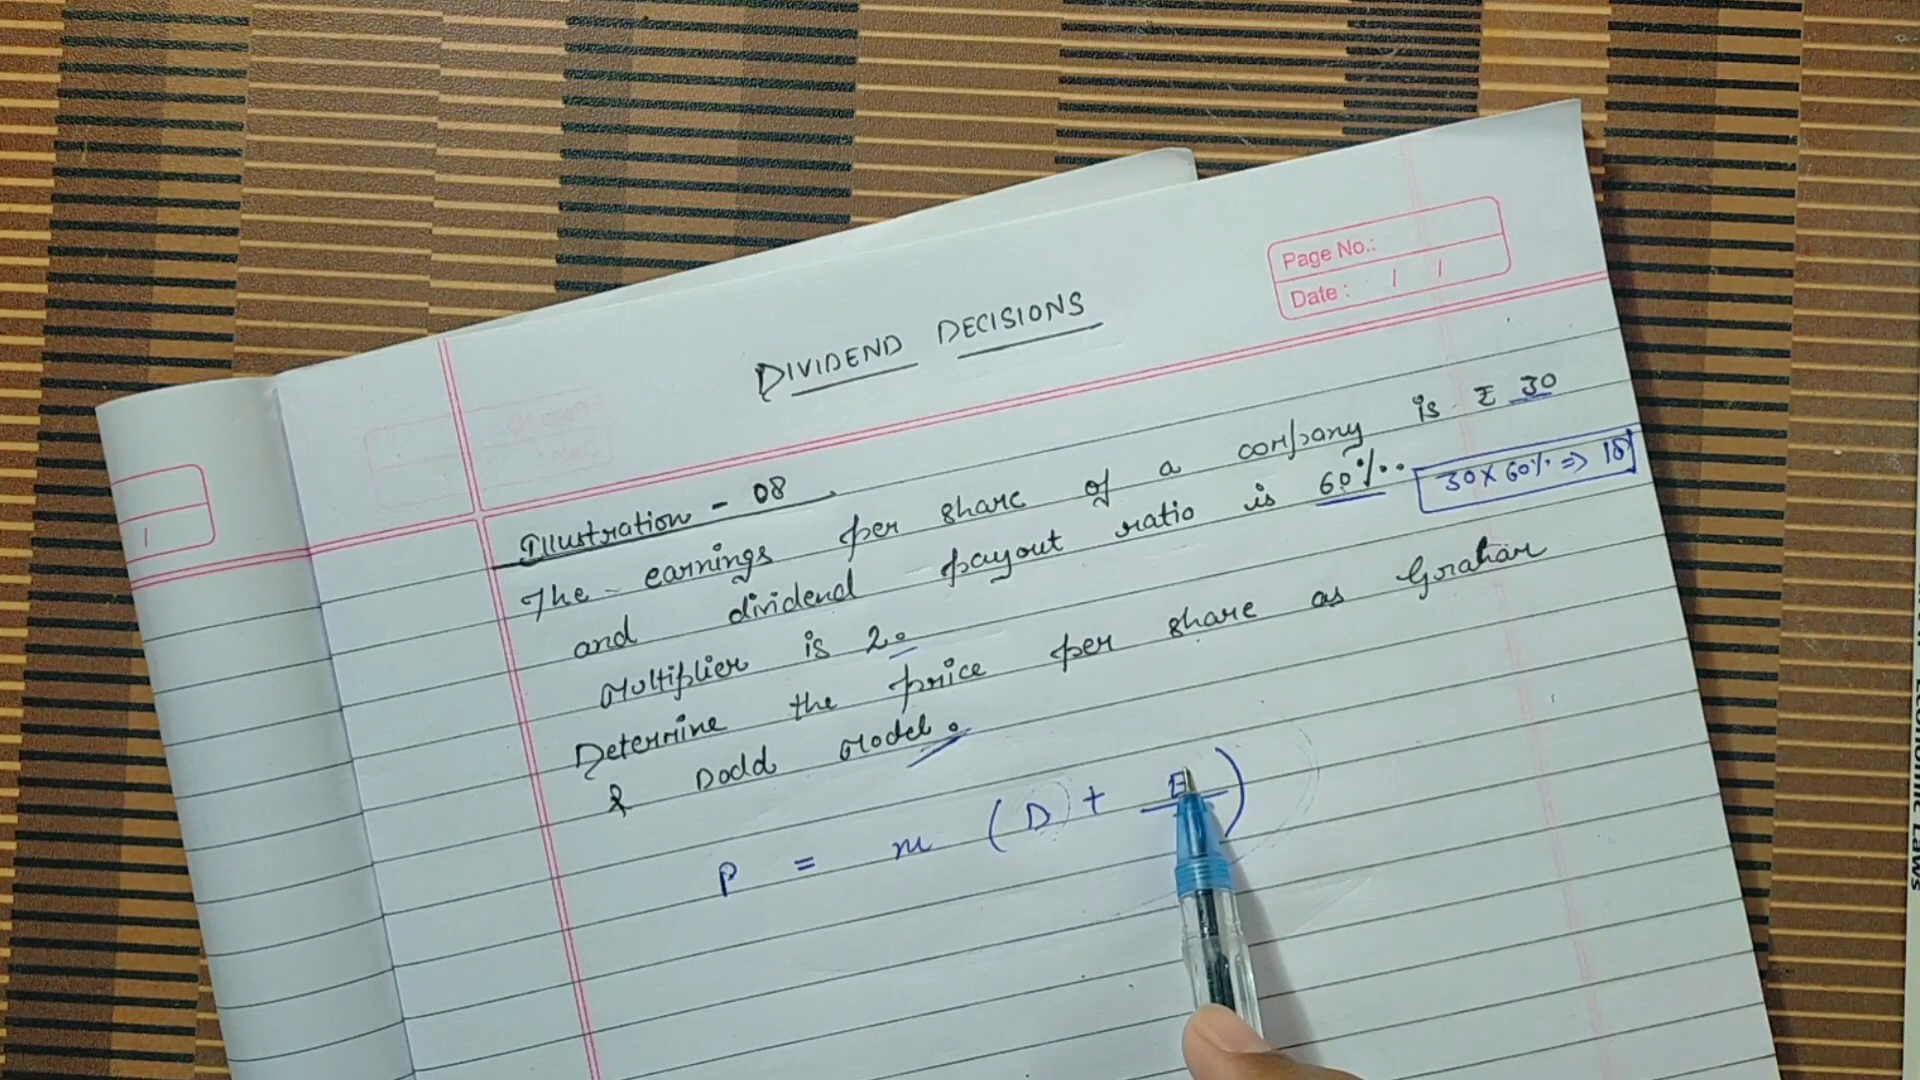 Page No.:
Date : / /
DIVIDEND DECISIONS
Illustration - 08
The earnings per share of a company is ₹ 30
and dividend payout ratio is 60%. 30 x 60% => 18
Multiplier is 2.
Determine the price per share as Graham
& Dodd Model.
P = m (D + E